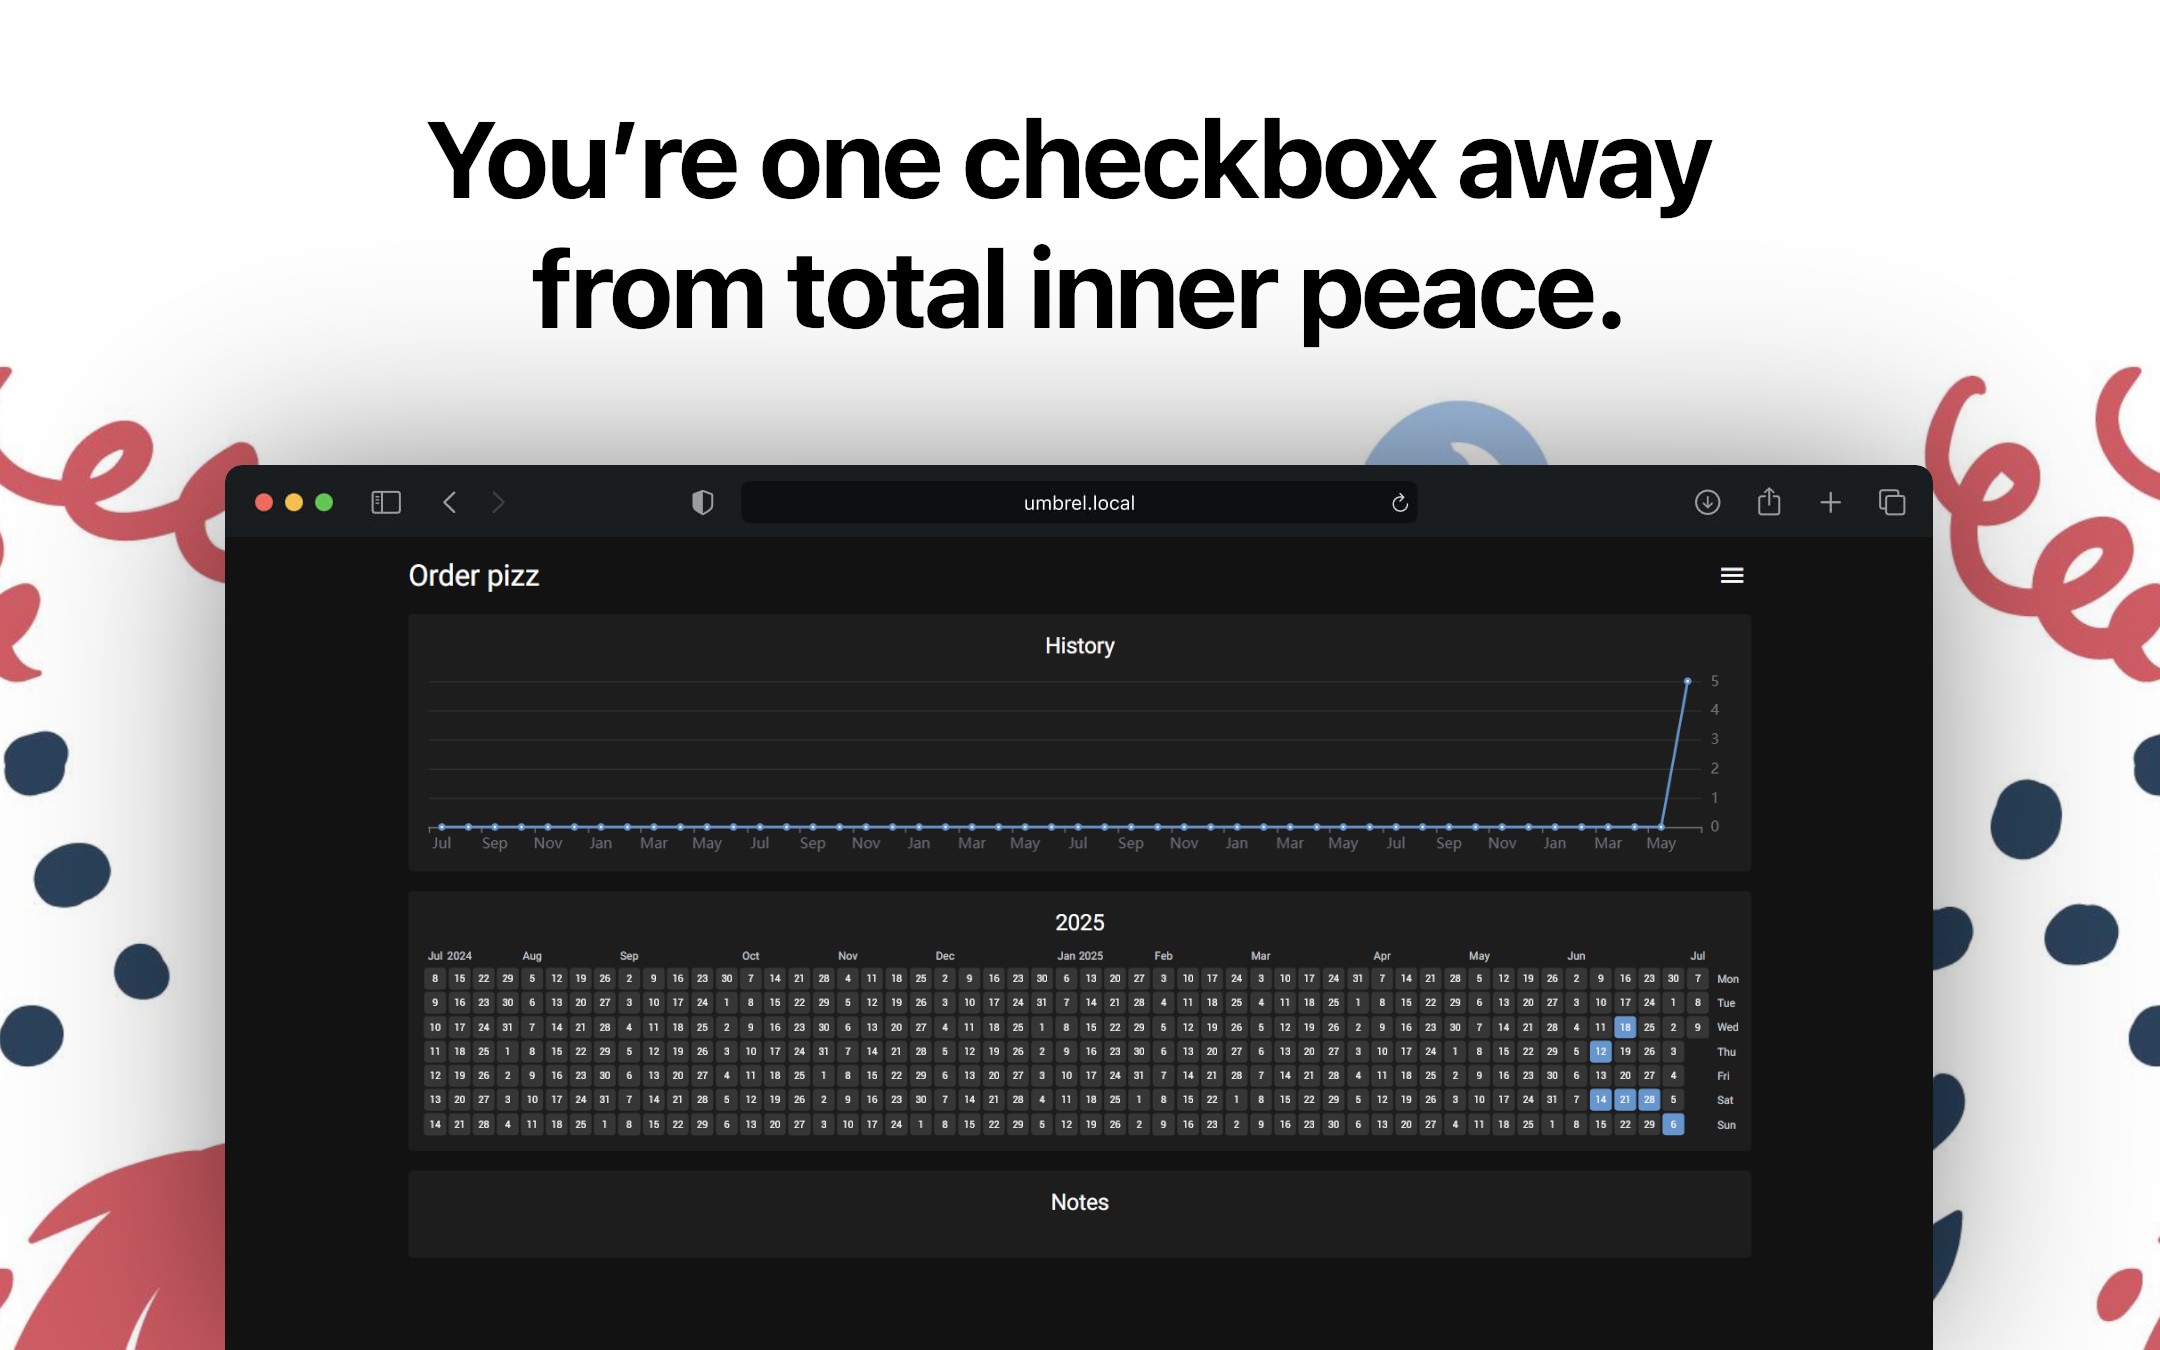 You’re one checkbox away
from total inner peace.
umbrel.local
Order pizz
History
5
4
3
2
1
0
Jul Sep Nov Jan Mar May Jul Sep Nov Jan Mar May Jul Sep Nov Jan Mar May Jul Sep Nov Jan Mar May
2025
Jul 2024 Aug Sep Oct Nov Dec Jan 2025 Feb Mar Apr May Jun Jul
8 15 22 29 5 12 19 26 2 9 16 23 30 7 14 21 28 4 11 18 25 2 9 16 23 30 6 13 20 27 3 10 17 24 3 10 17 24 31 7 14 21 28 5 12 19 26 2 9 16 23 30 7 Mon
9 16 23 30 6 13 20 27 3 10 17 24 1 8 15 22 29 5 12 19 26 3 10 17 24 31 7 14 21 28 4 11 18 25 4 11 18 25 1 8 15 22 29 6 13 20 27 3 10 17 24 1 8 Tue
10 17 24 31 7 14 21 28 4 11 18 25 2 9 16 23 30 6 13 20 27 4 11 18 25 1 8 15 22 29 5 12 19 26 5 12 19 26 2 9 16 23 30 7 14 21 28 4 11 18 25 2 9 Wed
11 18 25 1 8 15 22 29 5 12 19 26 3 10 17 24 31 7 14 21 28 5 12 19 26 2 9 16 23 30 6 13 20 27 6 13 20 27 3 10 17 24 1 8 15 22 29 5 12 19 26 3 Thu
12 19 26 2 9 16 23 30 6 13 20 27 4 11 18 25 1 8 15 22 29 6 13 20 27 3 10 17 24 31 7 14 21 28 7 14 21 28 4 11 18 25 2 9 16 23 30 6 13 20 27 4 Fri
13 20 27 3 10 17 24 31 7 14 21 28 5 12 19 26 2 9 16 23 30 7 14 21 28 4 11 18 25 1 8 15 22 1 8 15 22 29 5 12 19 26 3 10 17 24 31 7 14 21 28 5 Sat
14 21 28 4 11 18 25 1 8 15 22 29 6 13 20 27 3 10 17 24 1 8 15 22 29 5 12 19 26 2 9 16 23 2 9 16 23 30 6 13 20 27 4 11 18 25 1 8 15 22 29 6 Sun
Notes